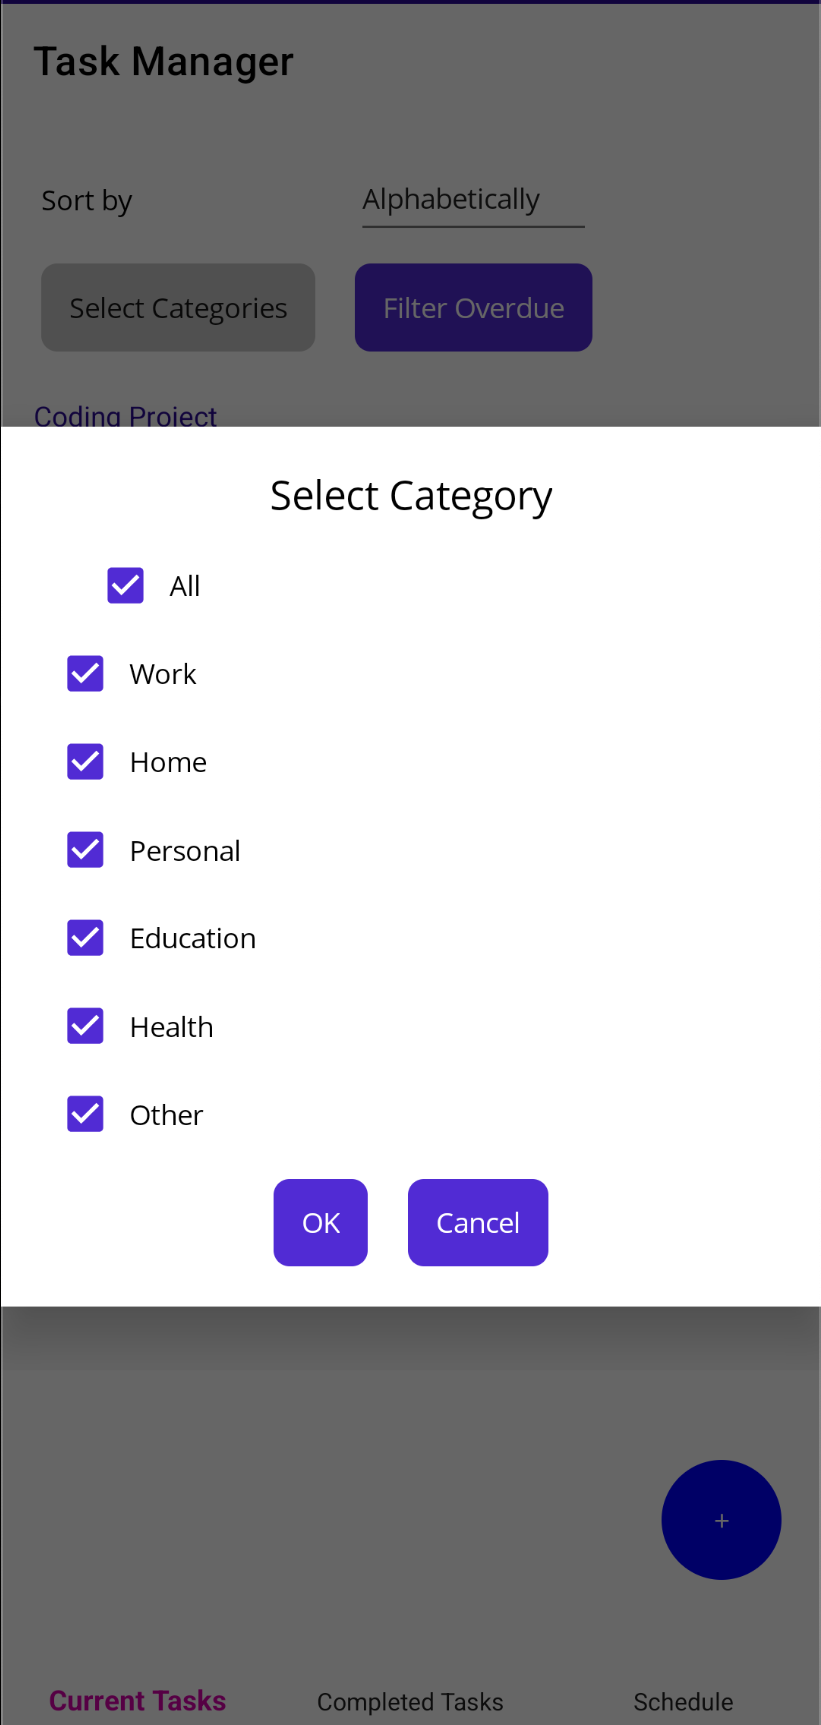 Task Manager
Sort by Alphabetically
Select Categories Filter Overdue
Coding Project
Select Category
All
Work
Home
Personal
Education
Health
Other
OK Cancel
+
Current Tasks Completed Tasks Schedule